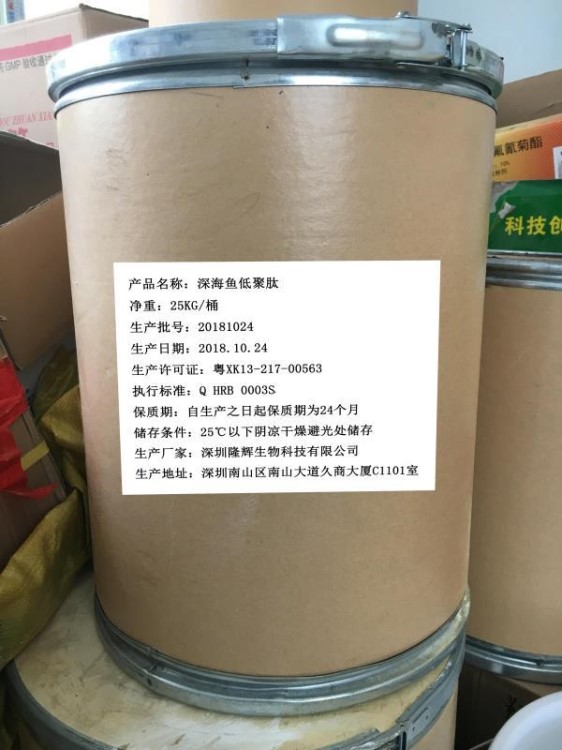 GMP
产品名称：深海鱼低聚肽
净重：25KG/桶
生产批号：20181024
生产日期：2018.10.24
生产许可证：粤XK13-217-00563
执行标准：Q HRB 0003S
保质期：自生产之日起保质期为24个月
储存条件：25℃以下阴凉干燥避光处储存
生产厂家：深圳隆辉生物科技有限公司
生产地址：深圳南山区南山大道久商大厦C1101室
氟氰菊酯
科技创